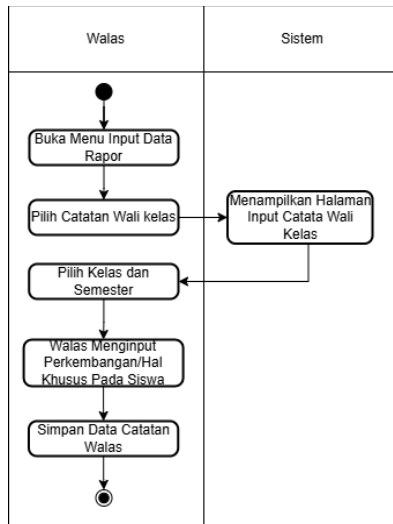 Walas
Sistem
Buka Menu Input Data
Rapor
Pilih Catatan Wali kelas
Menampilkan Halaman
Input Catata Wali
Kelas
Pilih Kelas dan
Semester
Walas Menginput
Perkembangan/Hal
Khusus Pada Siswa
Simpan Data Catatan
Walas